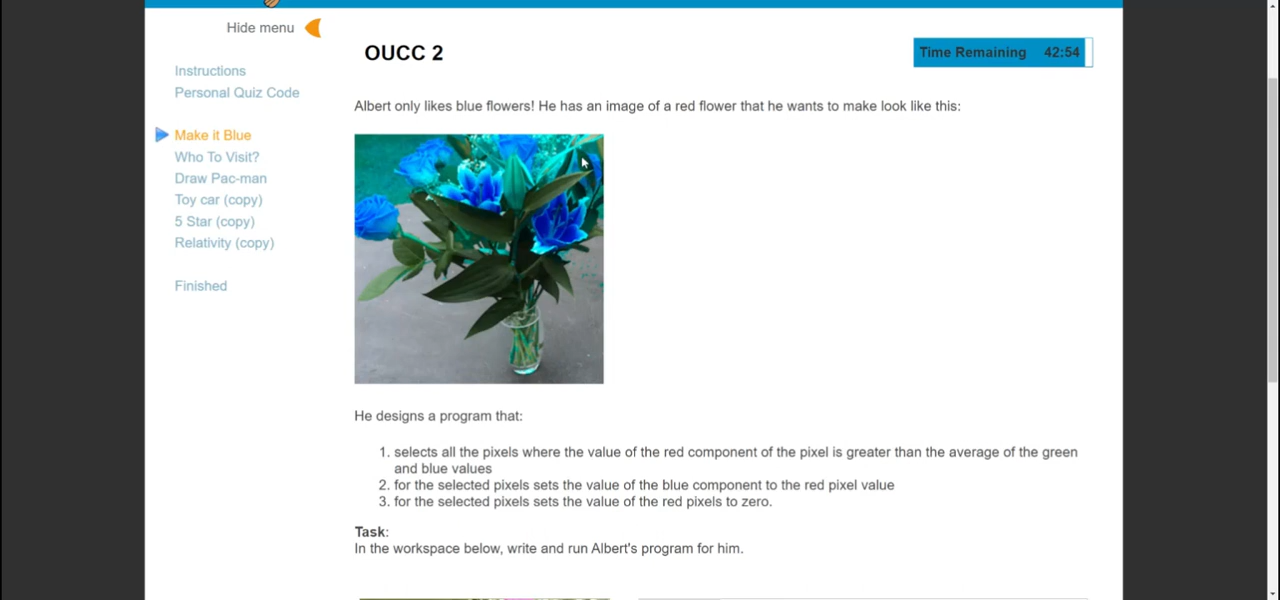 Hide menu
OUCC 2
Time Remaining 42:54
Instructions
Personal Quiz Code
Make it Blue
Who To Visit?
Draw Pac-man
Toy car (copy)
5 Star (copy)
Relativity (copy)
Finished
Albert only likes blue flowers! He has an image of a red flower that he wants to make look like this:
He designs a program that:
1. selects all the pixels where the value of the red component of the pixel is greater than the average of the green
and blue values
2. for the selected pixels sets the value of the blue component to the red pixel value
3. for the selected pixels sets the value of the red pixels to zero.
Task:
In the workspace below, write and run Albert's program for him.